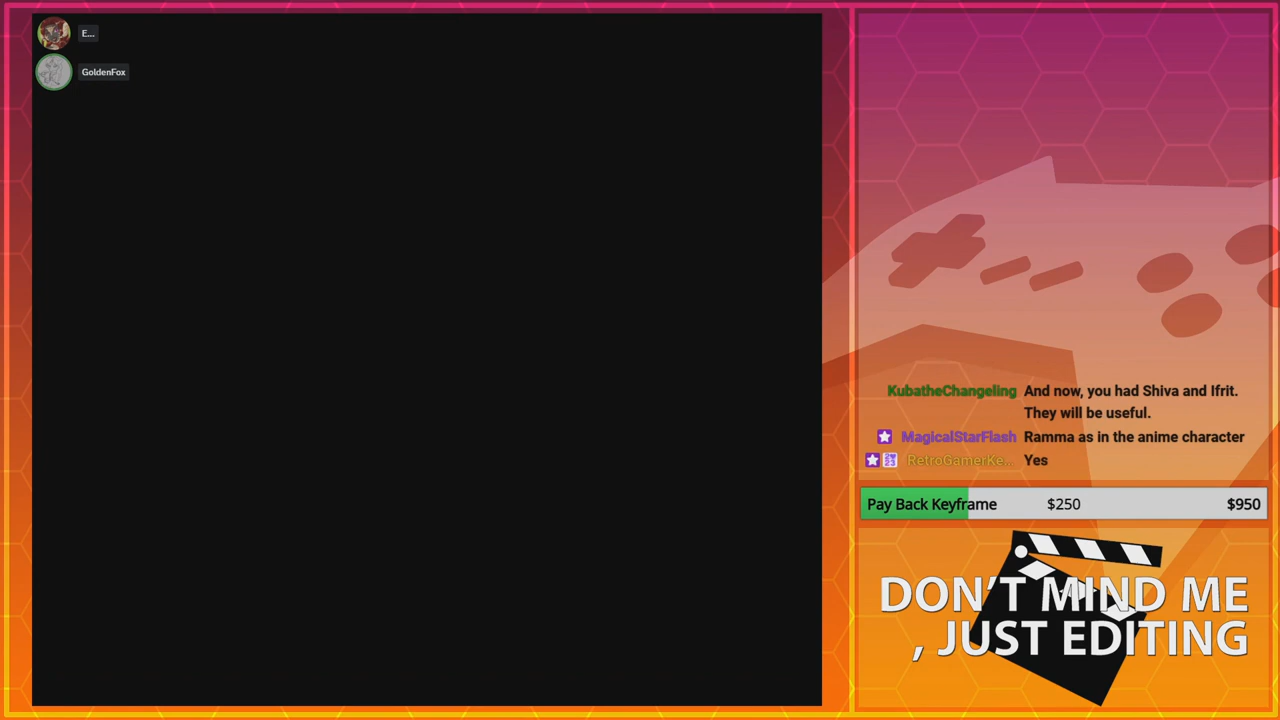 E...
GoldenFox
KubatheChangeling And now, you had Shiva and Ifrit.
They will be useful.
MagicalStarFlash Ramma as in the anime character
RetroGamerKe... Yes
Pay Back Keyframe $250 $950
DON'T MIND ME
, JUST EDITING